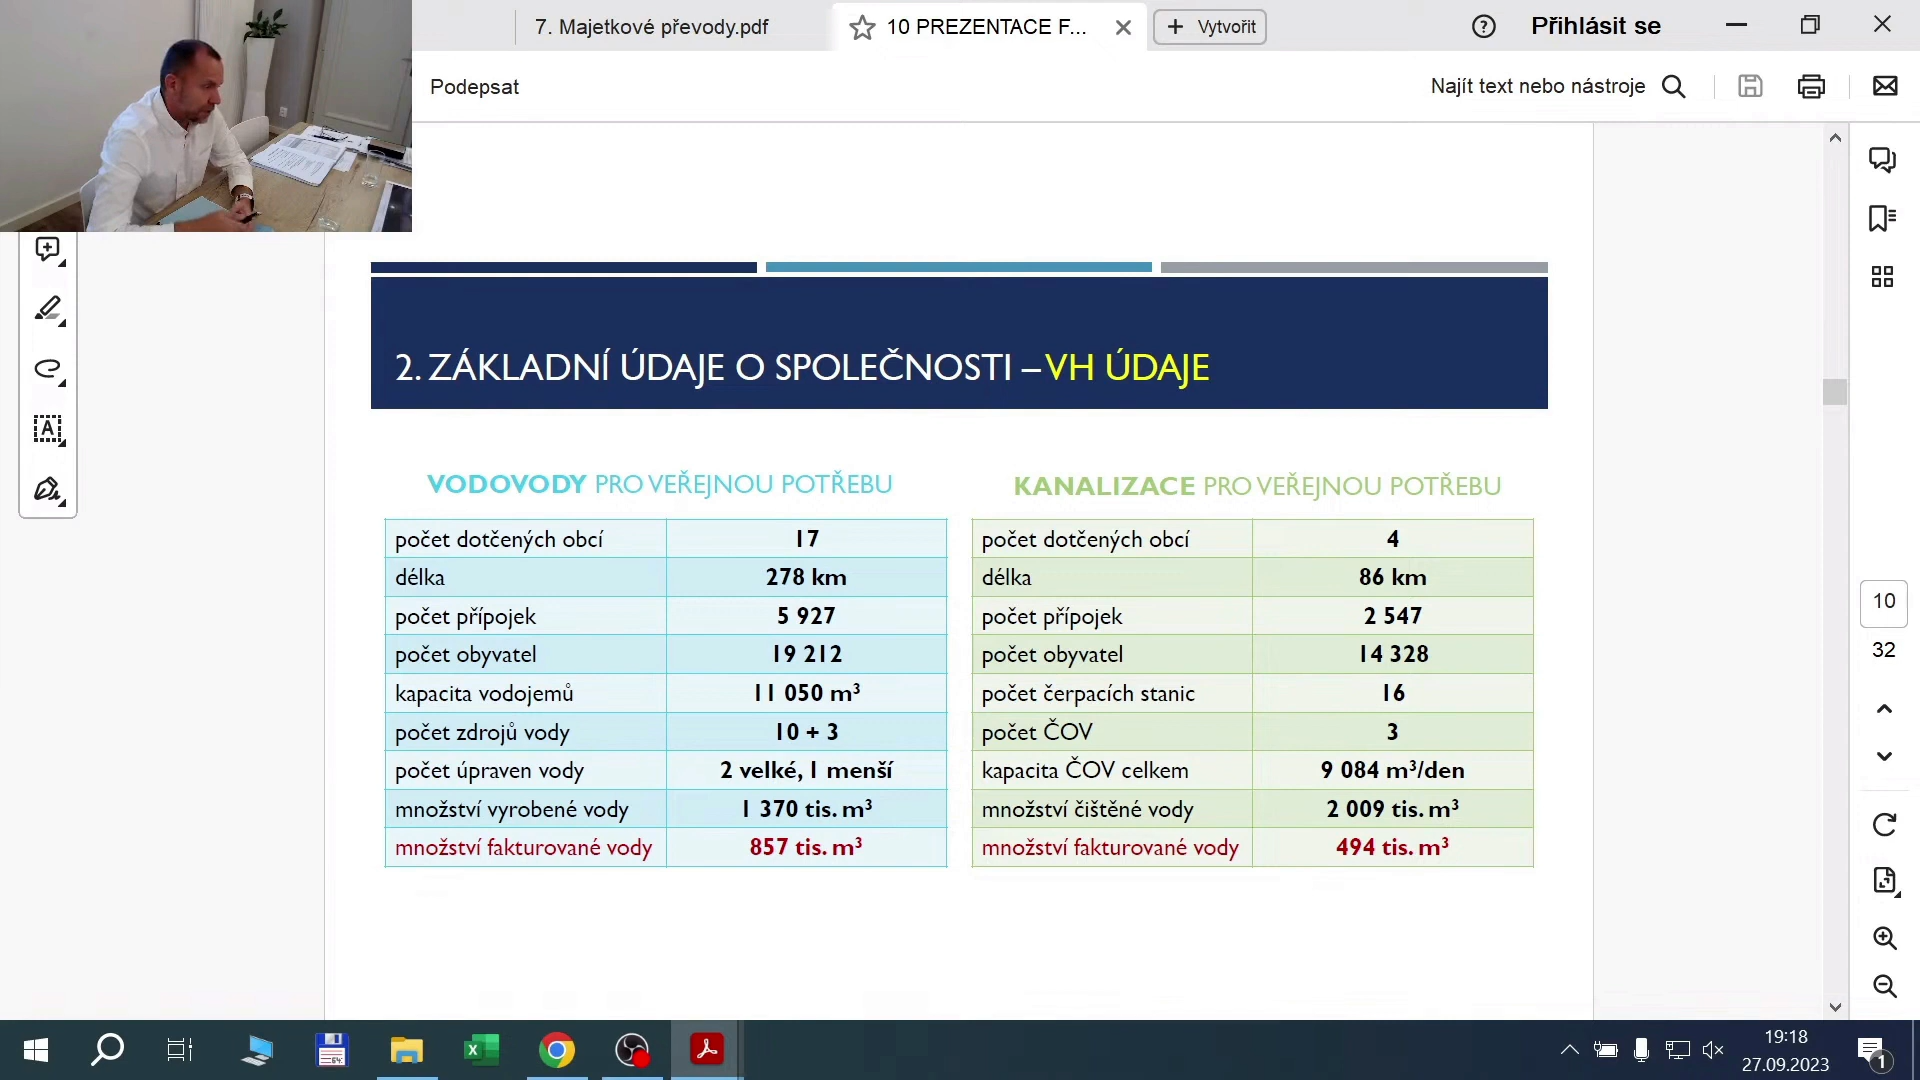 7. Majetkové převody.pdf
10 PREZENTACE F...
Vytvořit
Přihlásit se
Podepsat
Najít text nebo nástroje
2. ZÁKLADNÍ ÚDAJE O SPOLEČNOSTI – VH ÚDAJE
VODOVODY PRO VEŘEJNOU POTŘEBU
počet dotčených obcí 17
délka 278 km
počet přípojek 5 927
počet obyvatel 19 212
kapacita vodojemů 11 050 m³
počet zdrojů vody 10 + 3
počet úpraven vody 2 velké, 1 menší
množství vyrobené vody 1 370 tis. m³
množství fakturované vody 857 tis. m³
KANALIZACE PRO VEŘEJNOU POTŘEBU
počet dotčených obcí 4
délka 86 km
počet přípojek 2 547
počet obyvatel 14 328
počet čerpacích stanic 16
počet ČOV 3
kapacita ČOV celkem 9 084 m³/den
množství čištěné vody 2 009 tis. m³
množství fakturované vody 494 tis. m³
10
32
19:18
27.09.2023
1